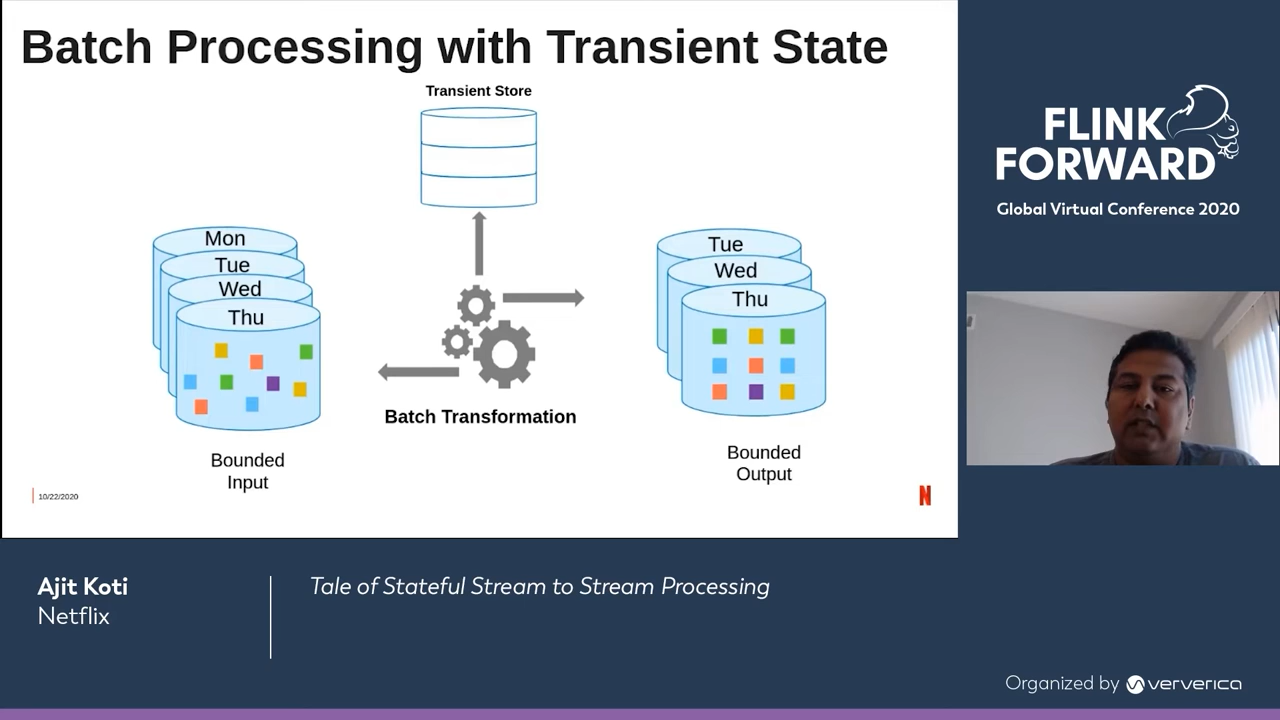 Batch Processing with Transient State
Transient Store
Mon
Tue
Wed
Thu
Tue
Wed
Thu
Batch Transformation
Bounded
Input
Bounded
Output
10/22/2020
N
FLINK
FORWARD
Global Virtual Conference 2020
Ajit Koti
Netflix
Tale of Stateful Stream to Stream Processing
Organized by ververica